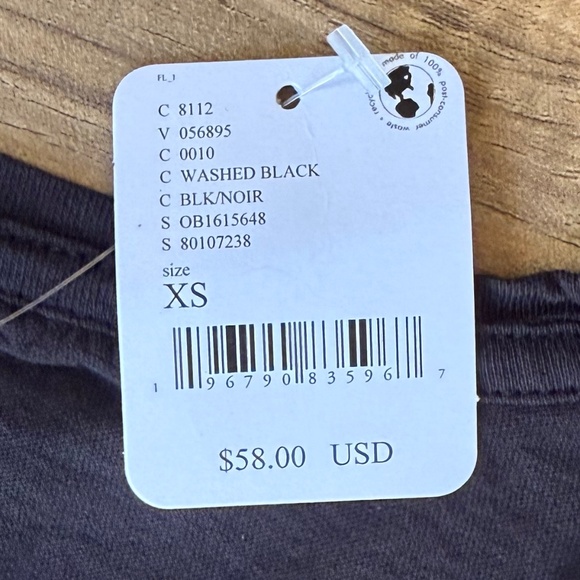 FL_1
made of 100% post-consumer waste • recycl
C 8112
V 056895
C 0010
C WASHED BLACK
C BLK/NOIR
S OB1615648
S 80107238
size
XS
1 96790 83596 7
$58.00 USD